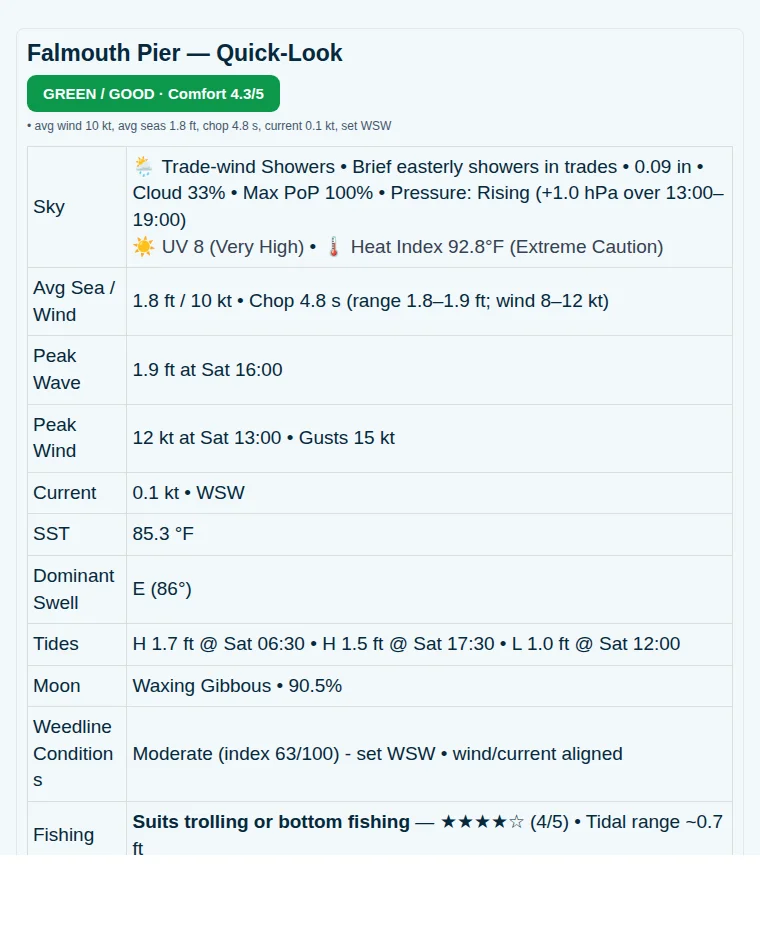 Falmouth Pier — Quick-Look
GREEN / GOOD · Comfort 4.3/5
• avg wind 10 kt, avg seas 1.8 ft, chop 4.8 s, current 0.1 kt, set WSW
Sky
🌦️ Trade-wind Showers • Brief easterly showers in trades • 0.09 in •
Cloud 33% • Max PoP 100% • Pressure: Rising (+1.0 hPa over 13:00–
19:00)
☀️ UV 8 (Very High) • 🌡️ Heat Index 92.8°F (Extreme Caution)
Avg Sea /
Wind
1.8 ft / 10 kt • Chop 4.8 s (range 1.8–1.9 ft; wind 8–12 kt)
Peak
Wave
1.9 ft at Sat 16:00
Peak
Wind
12 kt at Sat 13:00 • Gusts 15 kt
Current
0.1 kt • WSW
SST
85.3 °F
Dominant
Swell
E (86°)
Tides
H 1.7 ft @ Sat 06:30 • H 1.5 ft @ Sat 17:30 • L 1.0 ft @ Sat 12:00
Moon
Waxing Gibbous • 90.5%
Weedline
Condition
s
Moderate (index 63/100) - set WSW • wind/current aligned
Fishing
Suits trolling or bottom fishing — ★★★★☆ (4/5) • Tidal range ~0.7
ft